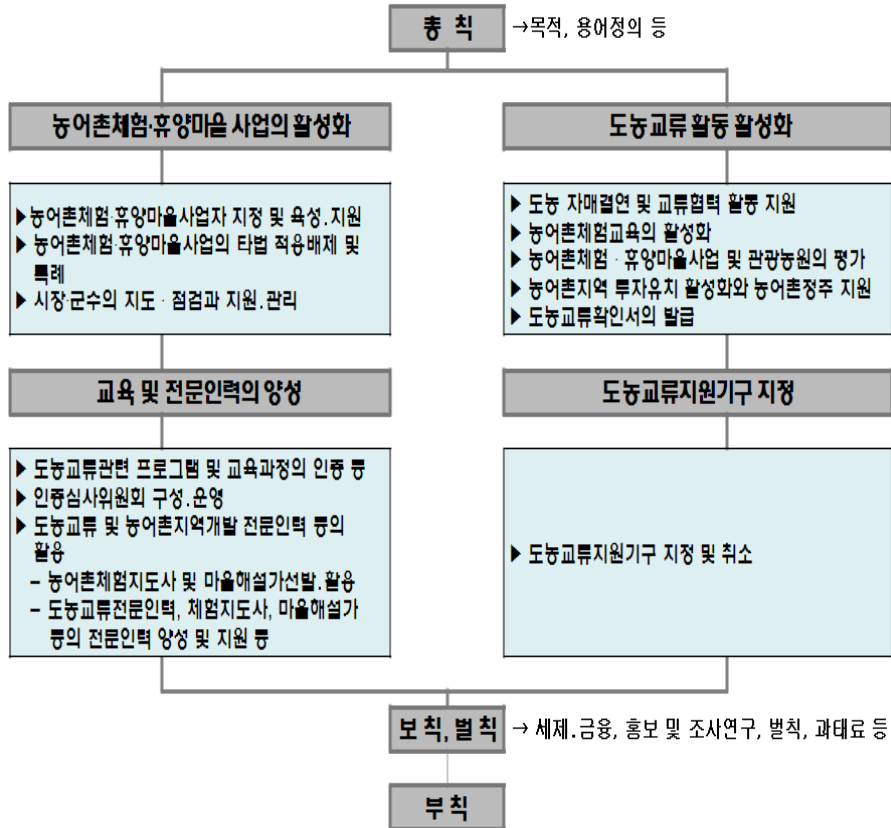 총 칙 →목적, 용어정의 등
농어촌체험·휴양마을 사업의 활성화
▶농어촌체험·휴양마을사업자 지정 및 육성.지원
▶ 농어촌체험·휴양마을사업의 타법 적용배제 및
특례
▶ 시장·군수의 지도 · 점검과 지원.관리
도농교류 활동 활성화
▶ 도농 자매결연 및 교류협력 활동 지원
▶ 농어촌체험교육의 활성화
▶ 농어촌체험 · 휴양마을사업 및 관광농원의 평가
▶ 농어촌지역 투자유치 활성화와 농어촌정주 지원
▶ 도농교류확인서의 발급
교육 및 전문인력의 양성
▶ 도농교류관련 프로그램 및 교육과정의 인증 등
▶ 인증심사위원회 구성.운영
▶ 도농교류 및 농어촌지역개발 전문인력 등의
활용
– 농어촌체험지도사 및 마을해설가선발.활용
– 도농교류전문인력, 체험지도사, 마을해설가
등의 전문인력 양성 및 지원 등
도농교류지원기구 지정
▶ 도농교류지원기구 지정 및 취소
보 칙, 벌 칙 → 세제.금융, 홍보 및 조사연구, 벌칙, 과태료 등
부 칙